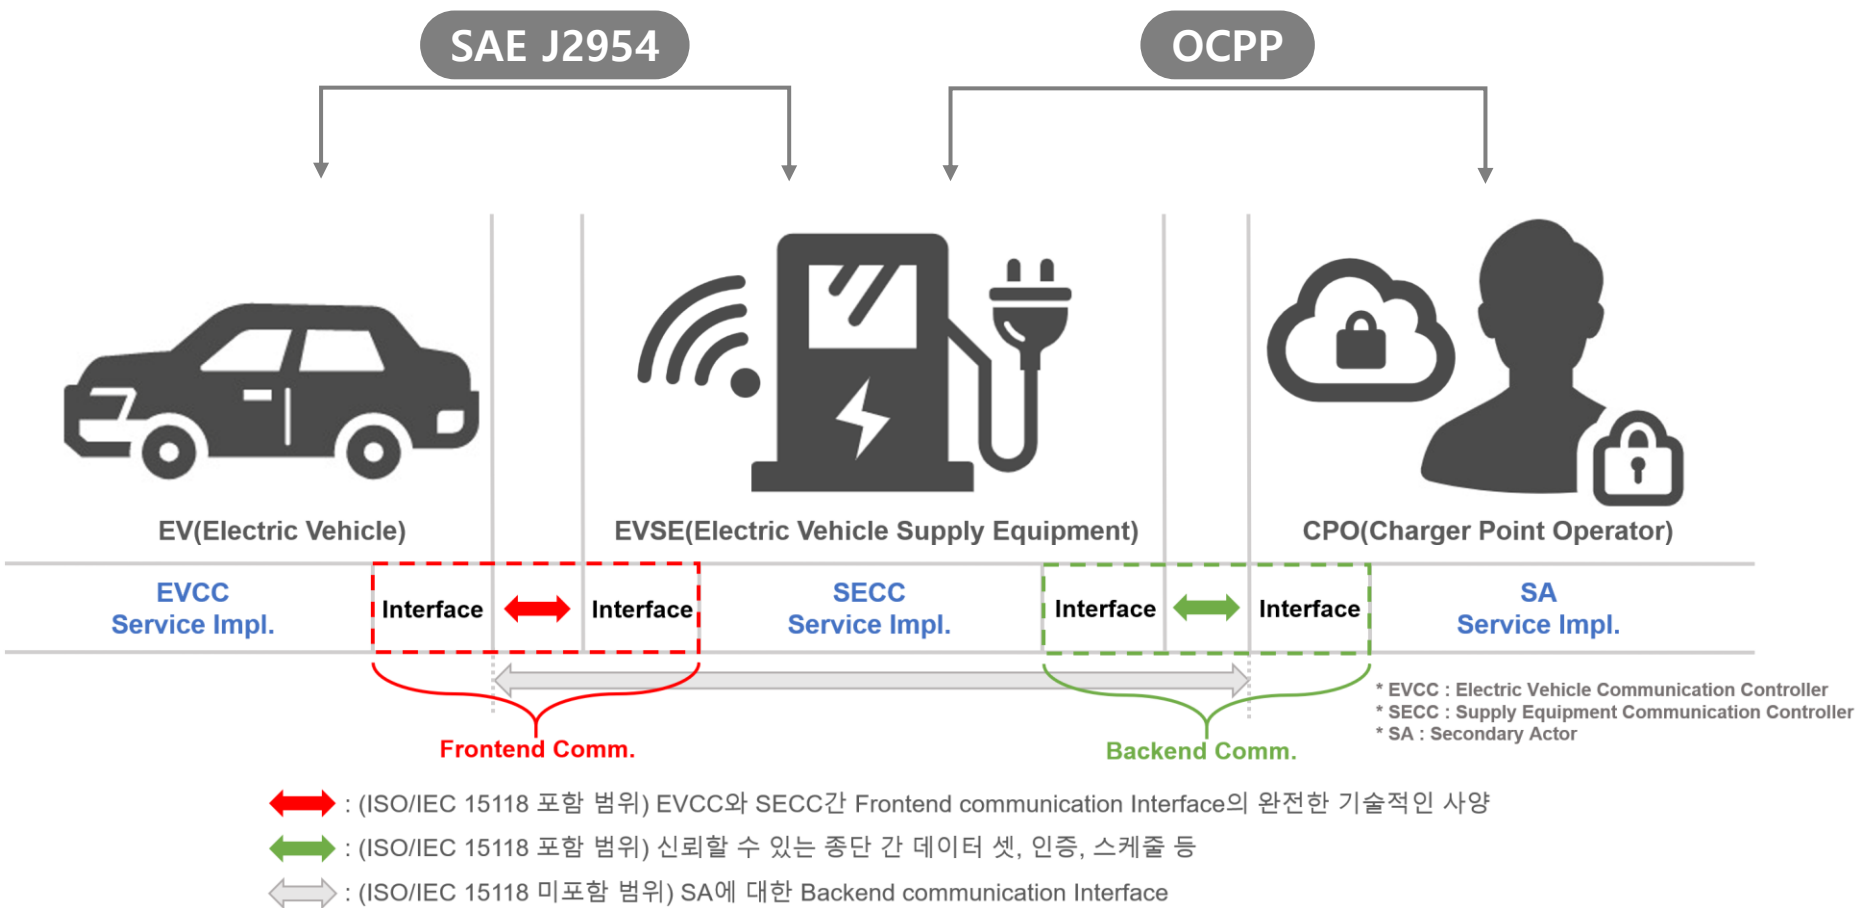 SAE J2954
OCPP
EV(Electric Vehicle)
EVSE(Electric Vehicle Supply Equipment)
CPO(Charger Point Operator)
EVCC
Service Impl.
Interface
Interface
SECC
Service Impl.
Interface
Interface
SA
Service Impl.
* EVCC : Electric Vehicle Communication Controller
* SECC : Supply Equipment Communication Controller
* SA : Secondary Actor
Frontend Comm.
Backend Comm.
: (ISO/IEC 15118 포함 범위) EVCC와 SECC간 Frontend communication Interface의 완전한 기술적인 사양
: (ISO/IEC 15118 포함 범위) 신뢰할 수 있는 종단 간 데이터 셋, 인증, 스케줄 등
: (ISO/IEC 15118 미포함 범위) SA에 대한 Backend communication Interface